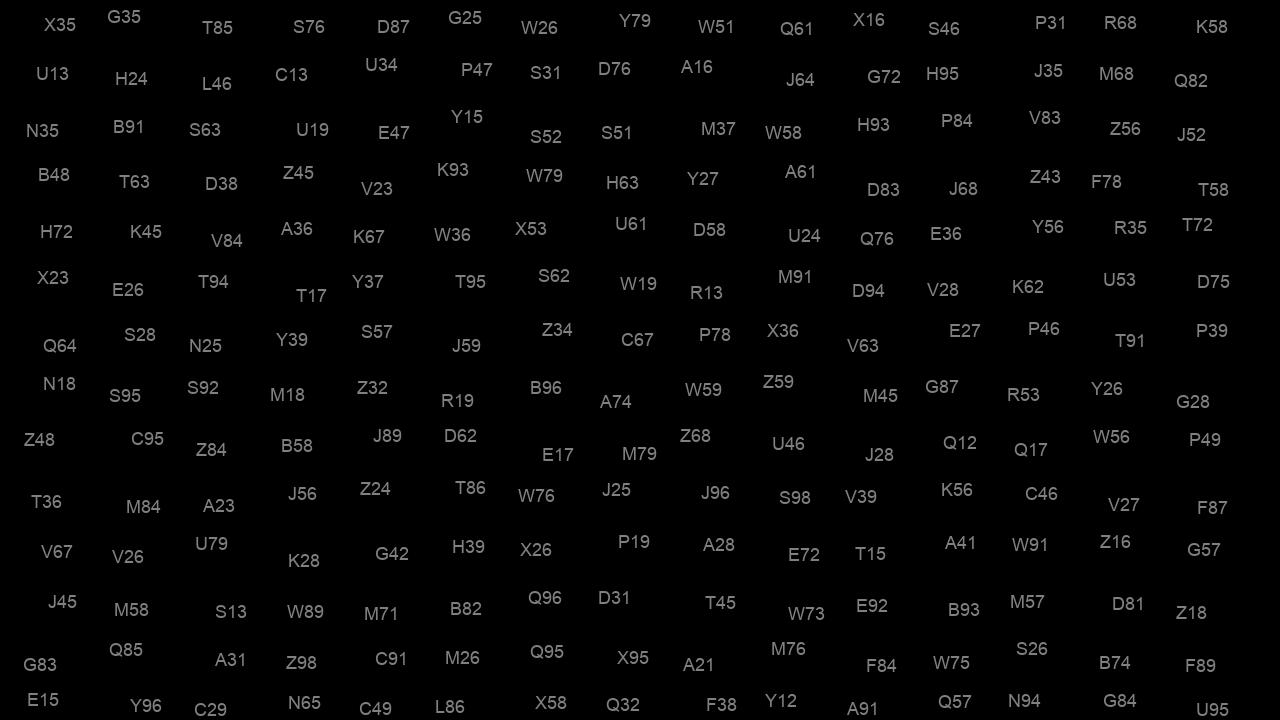 X35 G35 T85 S76 D87 G25 W26 Y79 W51 Q61 X16 S46 P31 R68 K58
U13 H24 L46 C13 U34 P47 S31 D76 A16 J64 G72 H95 J35 M68 Q82
N35 B91 S63 U19 E47 Y15 S52 S51 M37 W58 H93 P84 V83 Z56 J52
B48 T63 D38 Z45 V23 K93 W79 H63 Y27 A61 D83 J68 Z43 F78 T58
H72 K45 V84 A36 K67 W36 X53 U61 D58 U24 Q76 E36 Y56 R35 T72
X23 E26 T94 T17 Y37 T95 S62 W19 R13 M91 D94 V28 K62 U53 D75
Q64 S28 N25 Y39 S57 J59 Z34 C67 P78 X36 V63 E27 P46 T91 P39
N18 S95 S92 M18 Z32 R19 B96 A74 W59 Z59 M45 G87 R53 Y26 G28
Z48 C95 Z84 B58 J89 D62 E17 M79 Z68 U46 J28 Q12 Q17 W56 P49
T36 M84 A23 J56 Z24 T86 W76 J25 J96 S98 V39 K56 C46 V27 F87
V67 V26 U79 K28 G42 H39 X26 P19 A28 E72 T15 A41 W91 Z16 G57
J45 M58 S13 W89 M71 B82 Q96 D31 T45 W73 E92 B93 M57 D81 Z18
G83 Q85 A31 Z98 C91 M26 Q95 X95 A21 M76 F84 W75 S26 B74 F89
E15 Y96 C29 N65 C49 L86 X58 Q32 F38 Y12 A91 Q57 N94 G84 U95